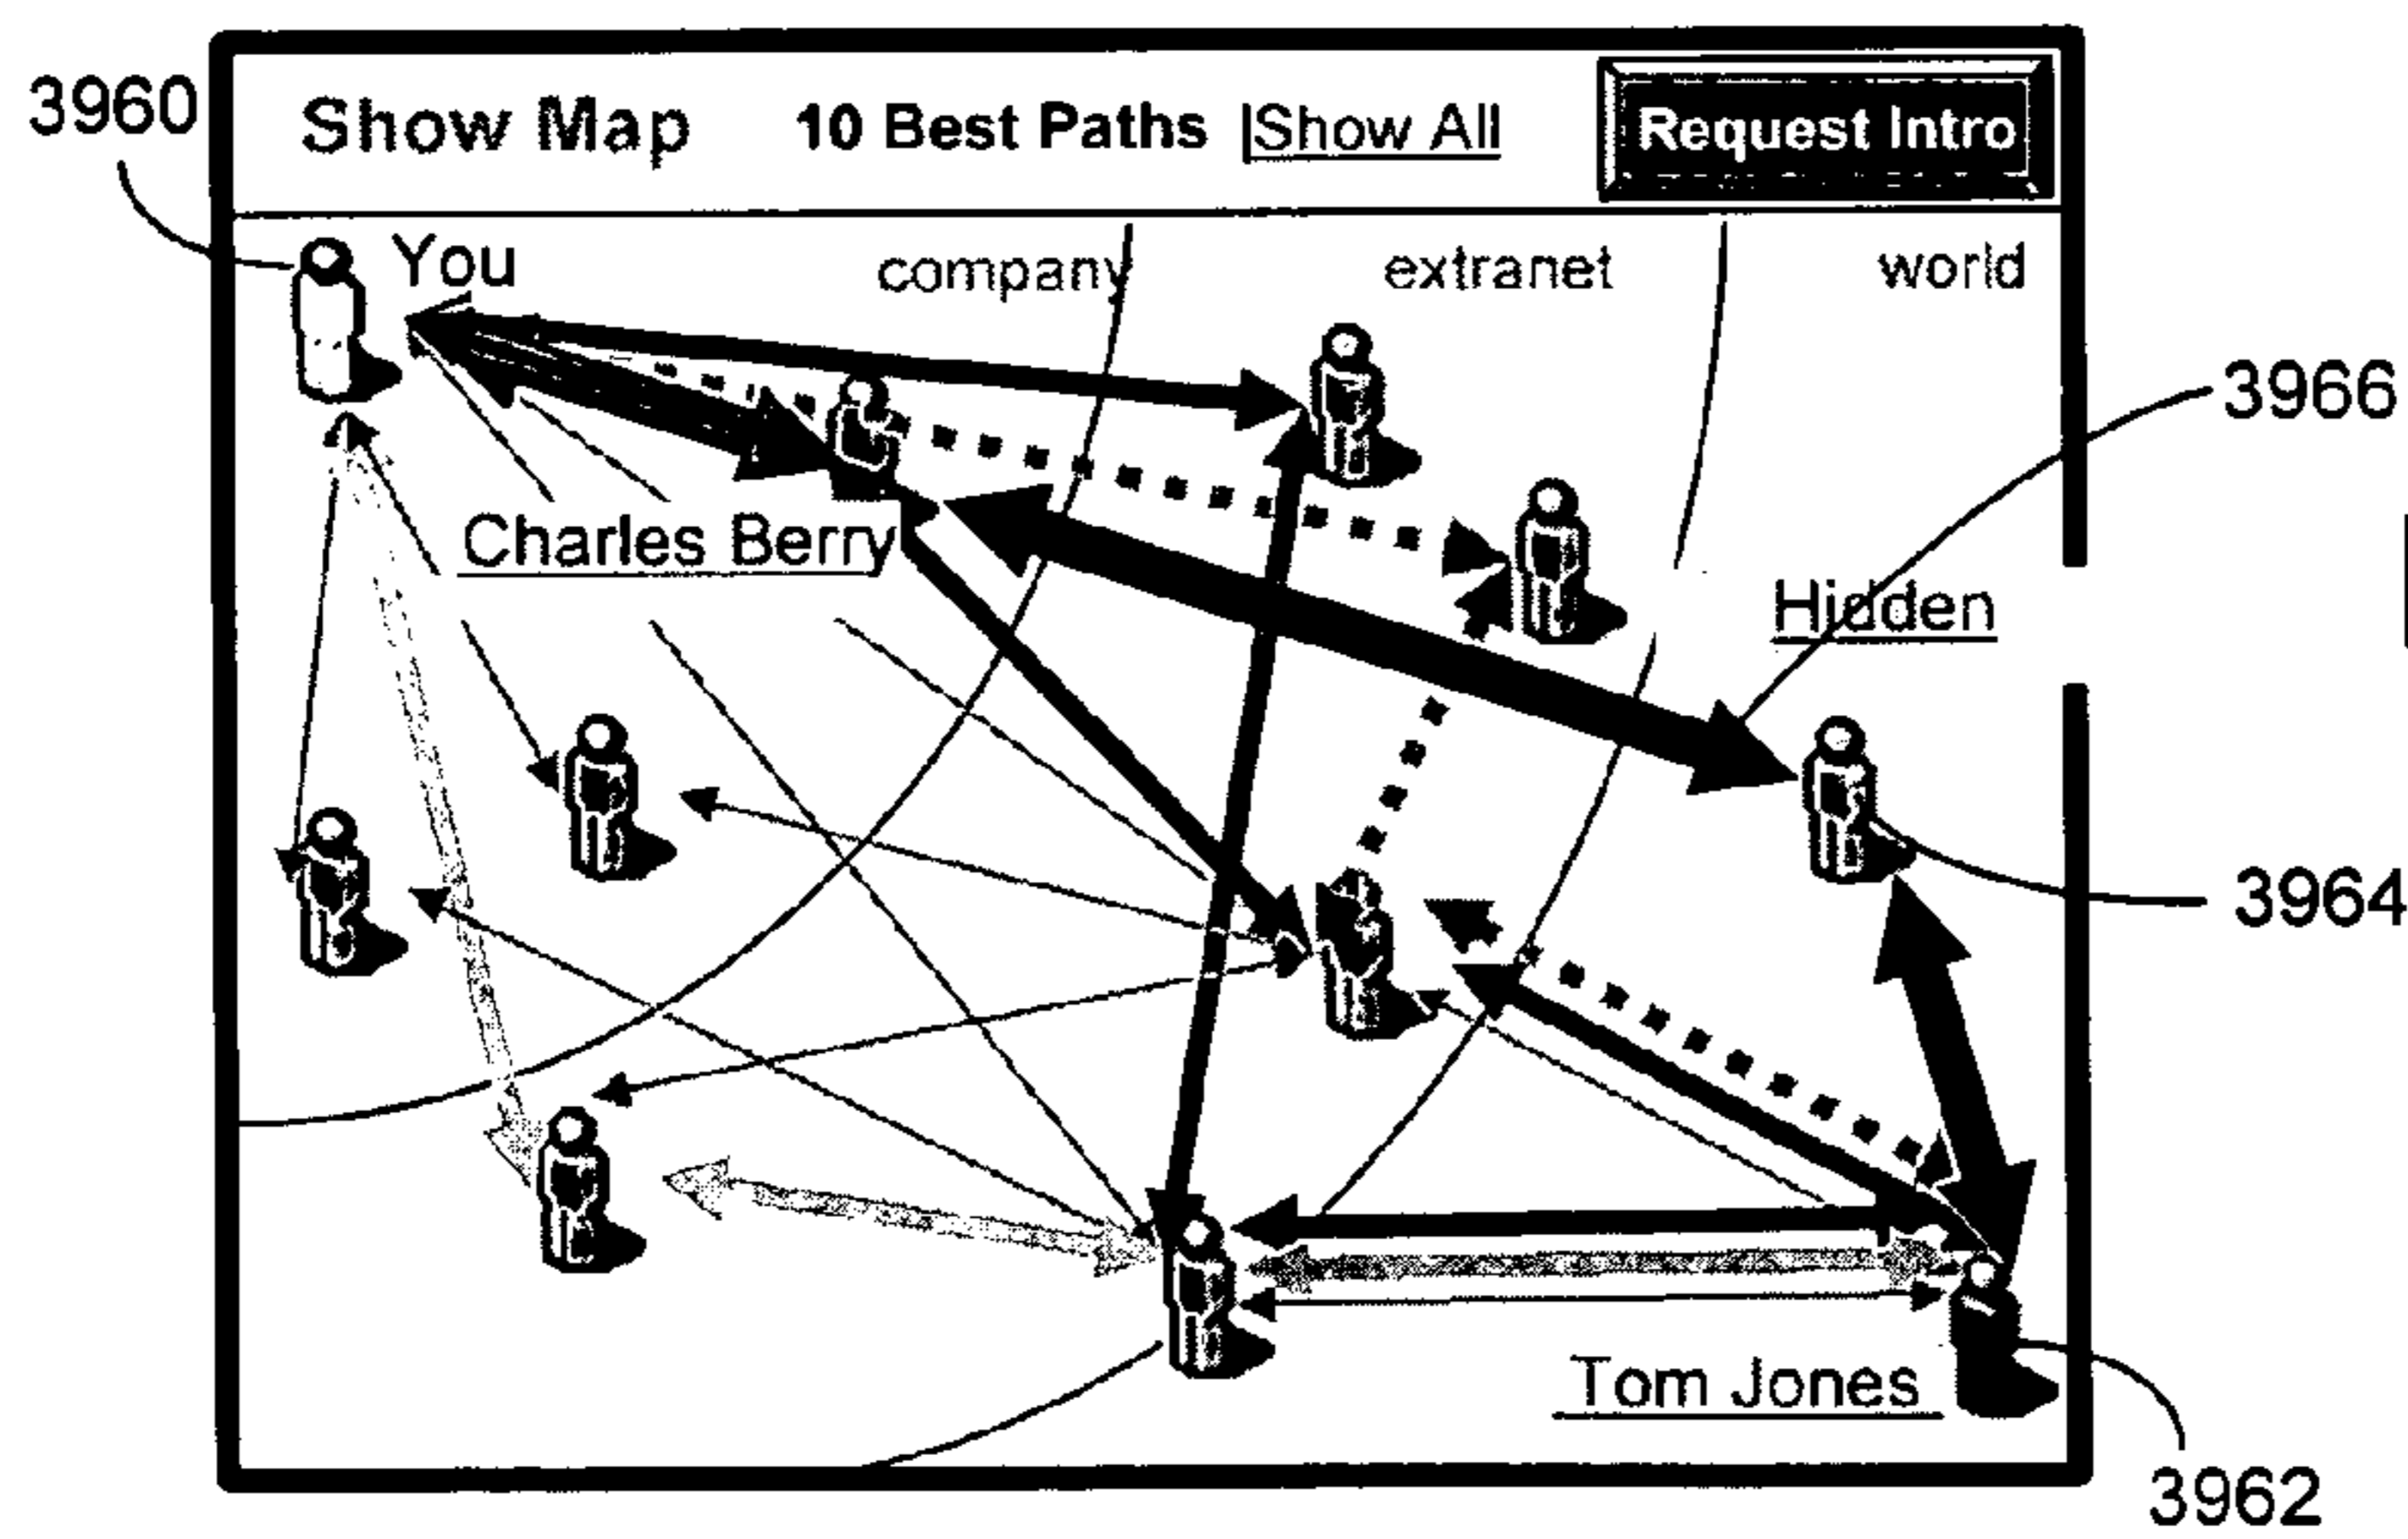 3960
Show Map 10 Best Paths |Show All Request Intro
You company extranet world
3966
Charles Berry
Hidden
3964
Tom Jones
3962